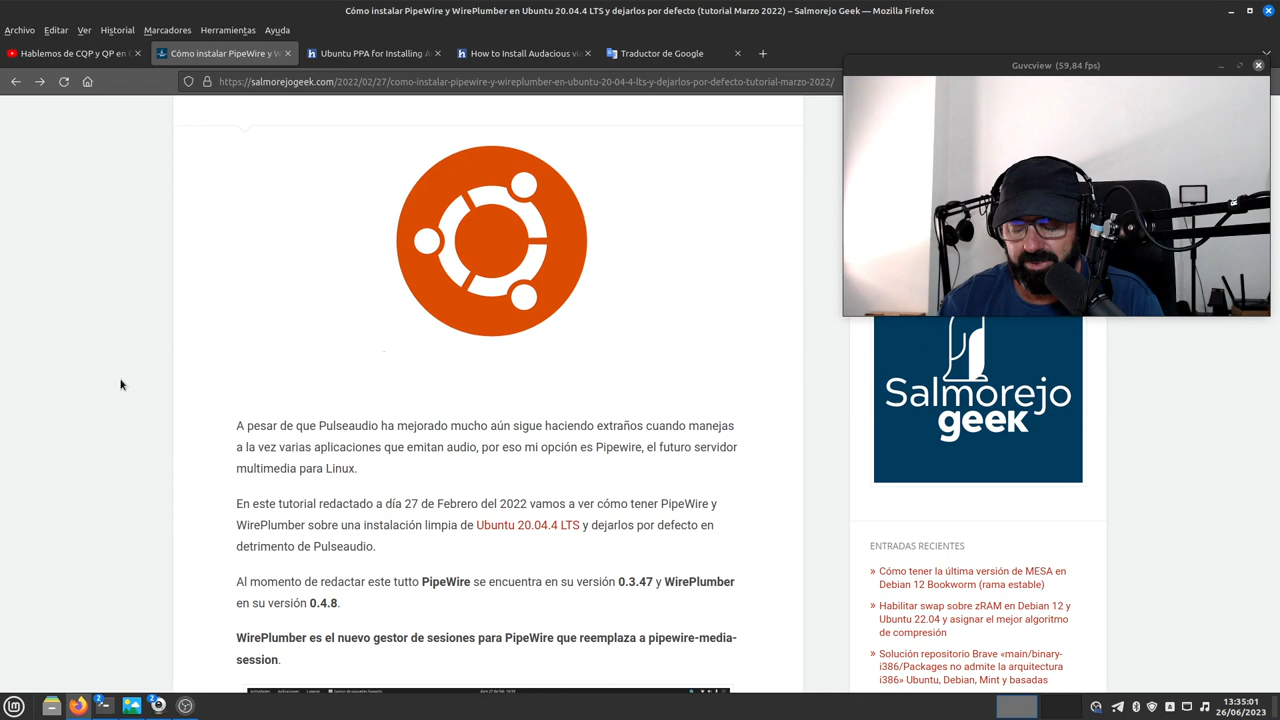 Cómo instalar PipeWire y WirePlumber en Ubuntu 20.04.4 LTS y dejarlos por defecto (tutorial Marzo 2022) – Salmorejo Geek — Mozilla Firefox
Archivo Editar Ver Historial Marcadores Herramientas Ayuda
Hablemos de CQP y QP en
Cómo instalar PipeWire y W
Ubuntu PPA for Installing A
How to Install Audacious via
Traductor de Google
https://salmorejogeek.com/2022/02/27/como-instalar-pipewire-y-wireplumber-en-ubuntu-20-04-4-lts-y-dejarlos-por-defecto-tutorial-marzo-2022/
Guvcview (59,84 fps)
A pesar de que Pulseaudio ha mejorado mucho aún sigue haciendo extraños cuando manejas
a la vez varias aplicaciones que emitan audio, por eso mi opción es Pipewire, el futuro servidor
multimedia para Linux.
En este tutorial redactado a día 27 de Febrero del 2022 vamos a ver cómo tener PipeWire y
WirePlumber sobre una instalación limpia de Ubuntu 20.04.4 LTS y dejarlos por defecto en
detrimento de Pulseaudio.
Al momento de redactar este tutto PipeWire se encuentra en su versión 0.3.47 y WirePlumber
en su versión 0.4.8.
WirePlumber es el nuevo gestor de sesiones para PipeWire que reemplaza a pipewire-media-
session.
Salmorejo
geek
ENTRADAS RECIENTES
» Cómo tener la última versión de MESA en
Debian 12 Bookworm (rama estable)
» Habilitar swap sobre zRAM en Debian 12 y
Ubuntu 22.04 y asignar el mejor algoritmo
de compresión
» Solución repositorio Brave «main/binary-
i386/Packages no admite la arquitectura
i386» Ubuntu, Debian, Mint y basadas
2
2
13:35:01
26/06/2023